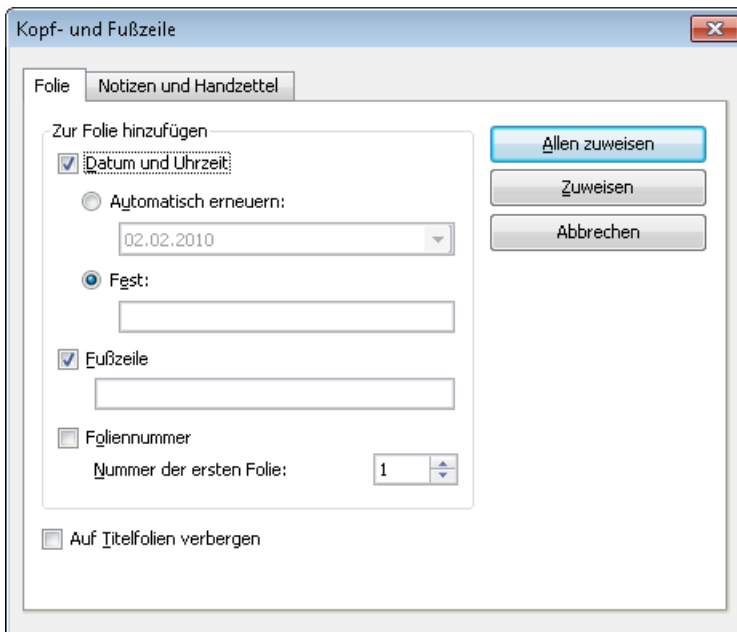 Kopf- und Fußzeile
Folie
Notizen und Handzettel
Zur Folie hinzufügen
Datum und Uhrzeit
Automatisch erneuern:
02.02.2010
Fest:
Fußzeile
Foliennummer
Nummer der ersten Folie: 1
Auf Titelfolien verbergen
Allen zuweisen
Zuweisen
Abbrechen